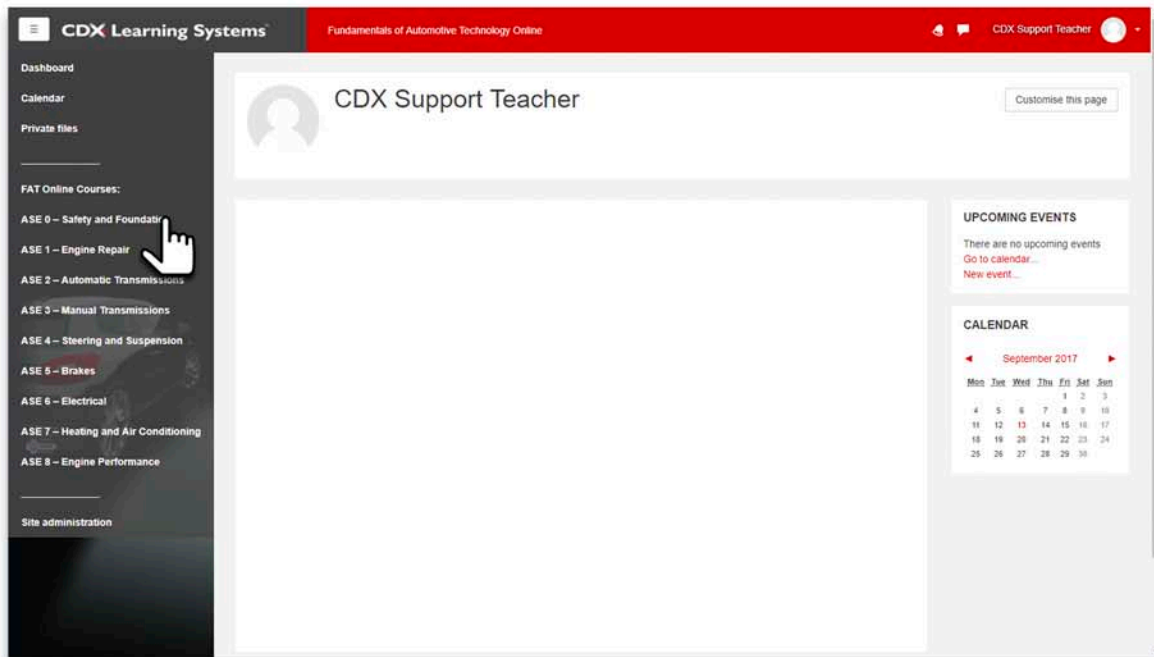 CDX Learning Systems
Fundamentals of Automotive Technology Online
CDX Support Teacher
Dashboard
Calendar
Private files
FAT Online Courses:
ASE 0 – Safety and Foundatio
ASE 1 – Engine Repair
ASE 2 – Automatic Transmissions
ASE 3 – Manual Transmissions
ASE 4 – Steering and Suspension
ASE 5 – Brakes
ASE 6 – Electrical
ASE 7 – Heating and Air Conditioning
ASE 8 – Engine Performance
Site administration
CDX Support Teacher
Customise this page
UPCOMING EVENTS
There are no upcoming events
Go to calendar...
New event...
CALENDAR
◄ September 2017 ►
Mon Tue Wed Thu Fri Sat Sun
1 2 3
4 5 6 7 8 9 10
11 12 13 14 15 16 17
18 19 20 21 22 23 24
25 26 27 28 29 30